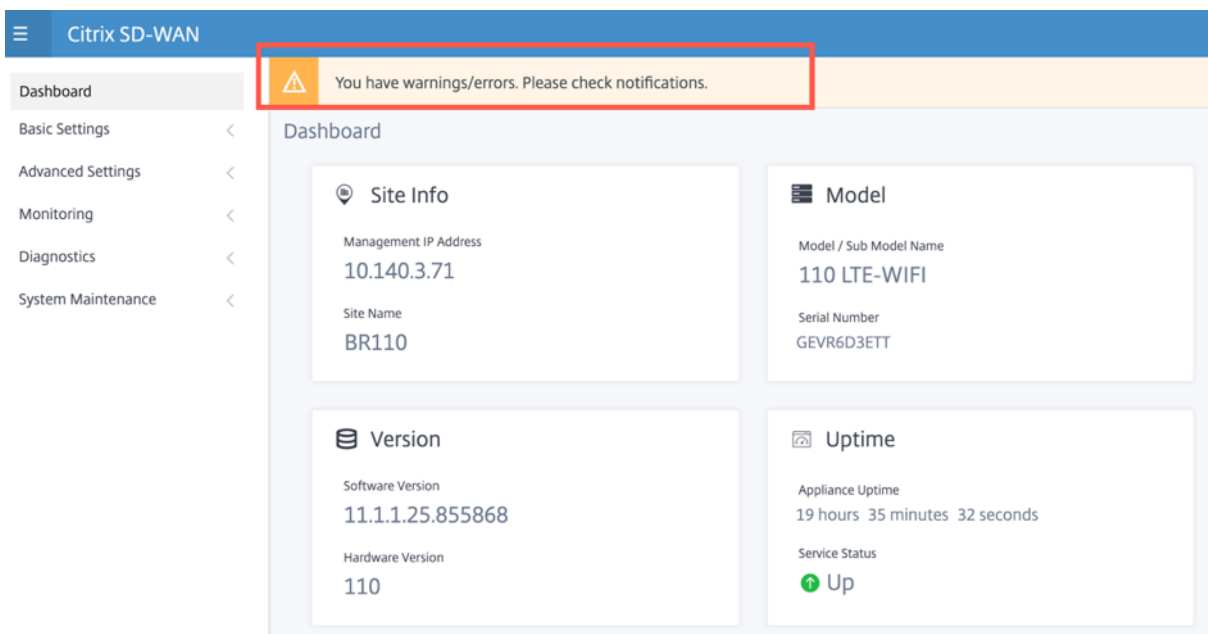 Citrix SD-WAN
You have warnings/errors. Please check notifications.
Dashboard
Basic Settings
Advanced Settings
Monitoring
Diagnostics
System Maintenance
Dashboard
Site Info
Management IP Address
10.140.3.71
Site Name
BR110
Model
Model / Sub Model Name
110 LTE-WIFI
Serial Number
GEVR6D3ETT
Version
Software Version
11.1.1.25.855868
Hardware Version
110
Uptime
Appliance Uptime
19 hours 35 minutes 32 seconds
Service Status
Up